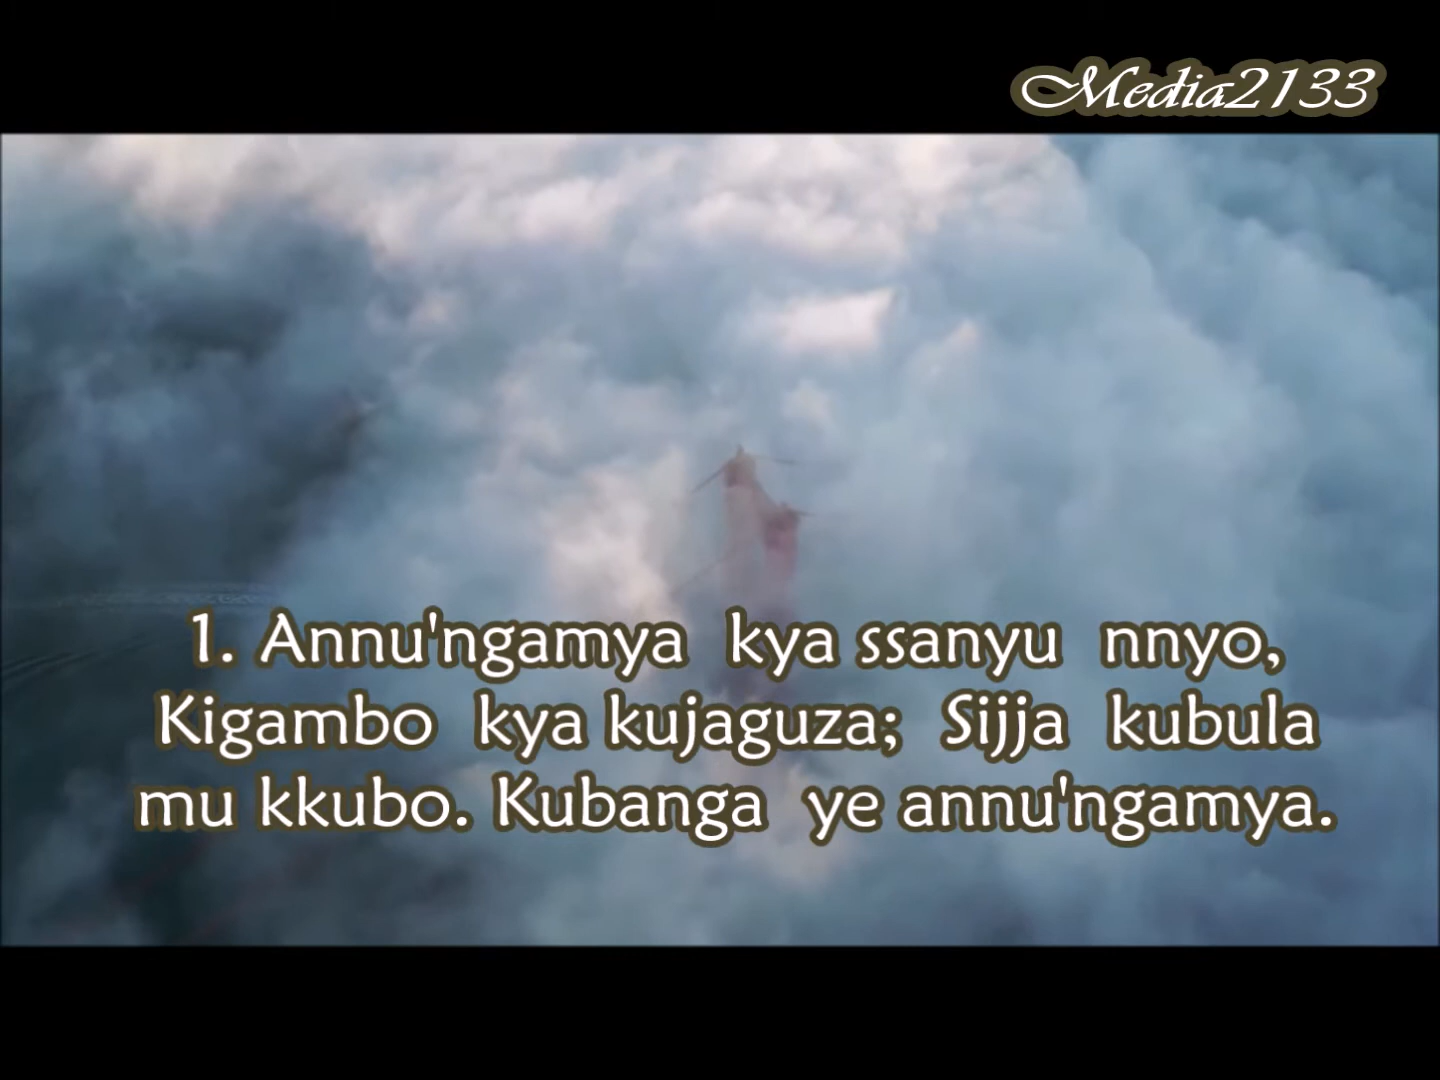 Media2133
1. Annu'ngamya kya ssanyu nnyo,
Kigambo kya kujaguza; Sijja kubula
mu kkubo. Kubanga ye annu'ngamya.